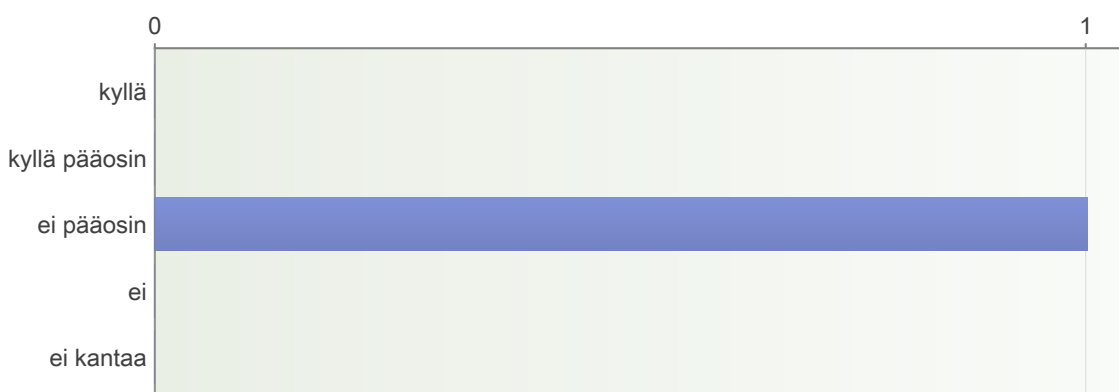 0 1
kyllä
kyllä pääosin
ei pääosin
ei
ei kantaa